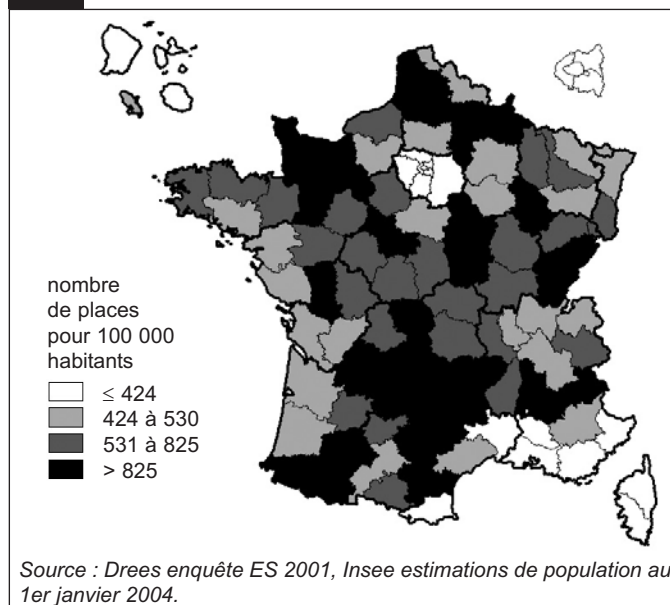 nombre
de places
pour 100 000
habitants
≤ 424
424 à 530
531 à 825
> 825
Source : Drees enquête ES 2001, Insee estimations de population au
1er janvier 2004.